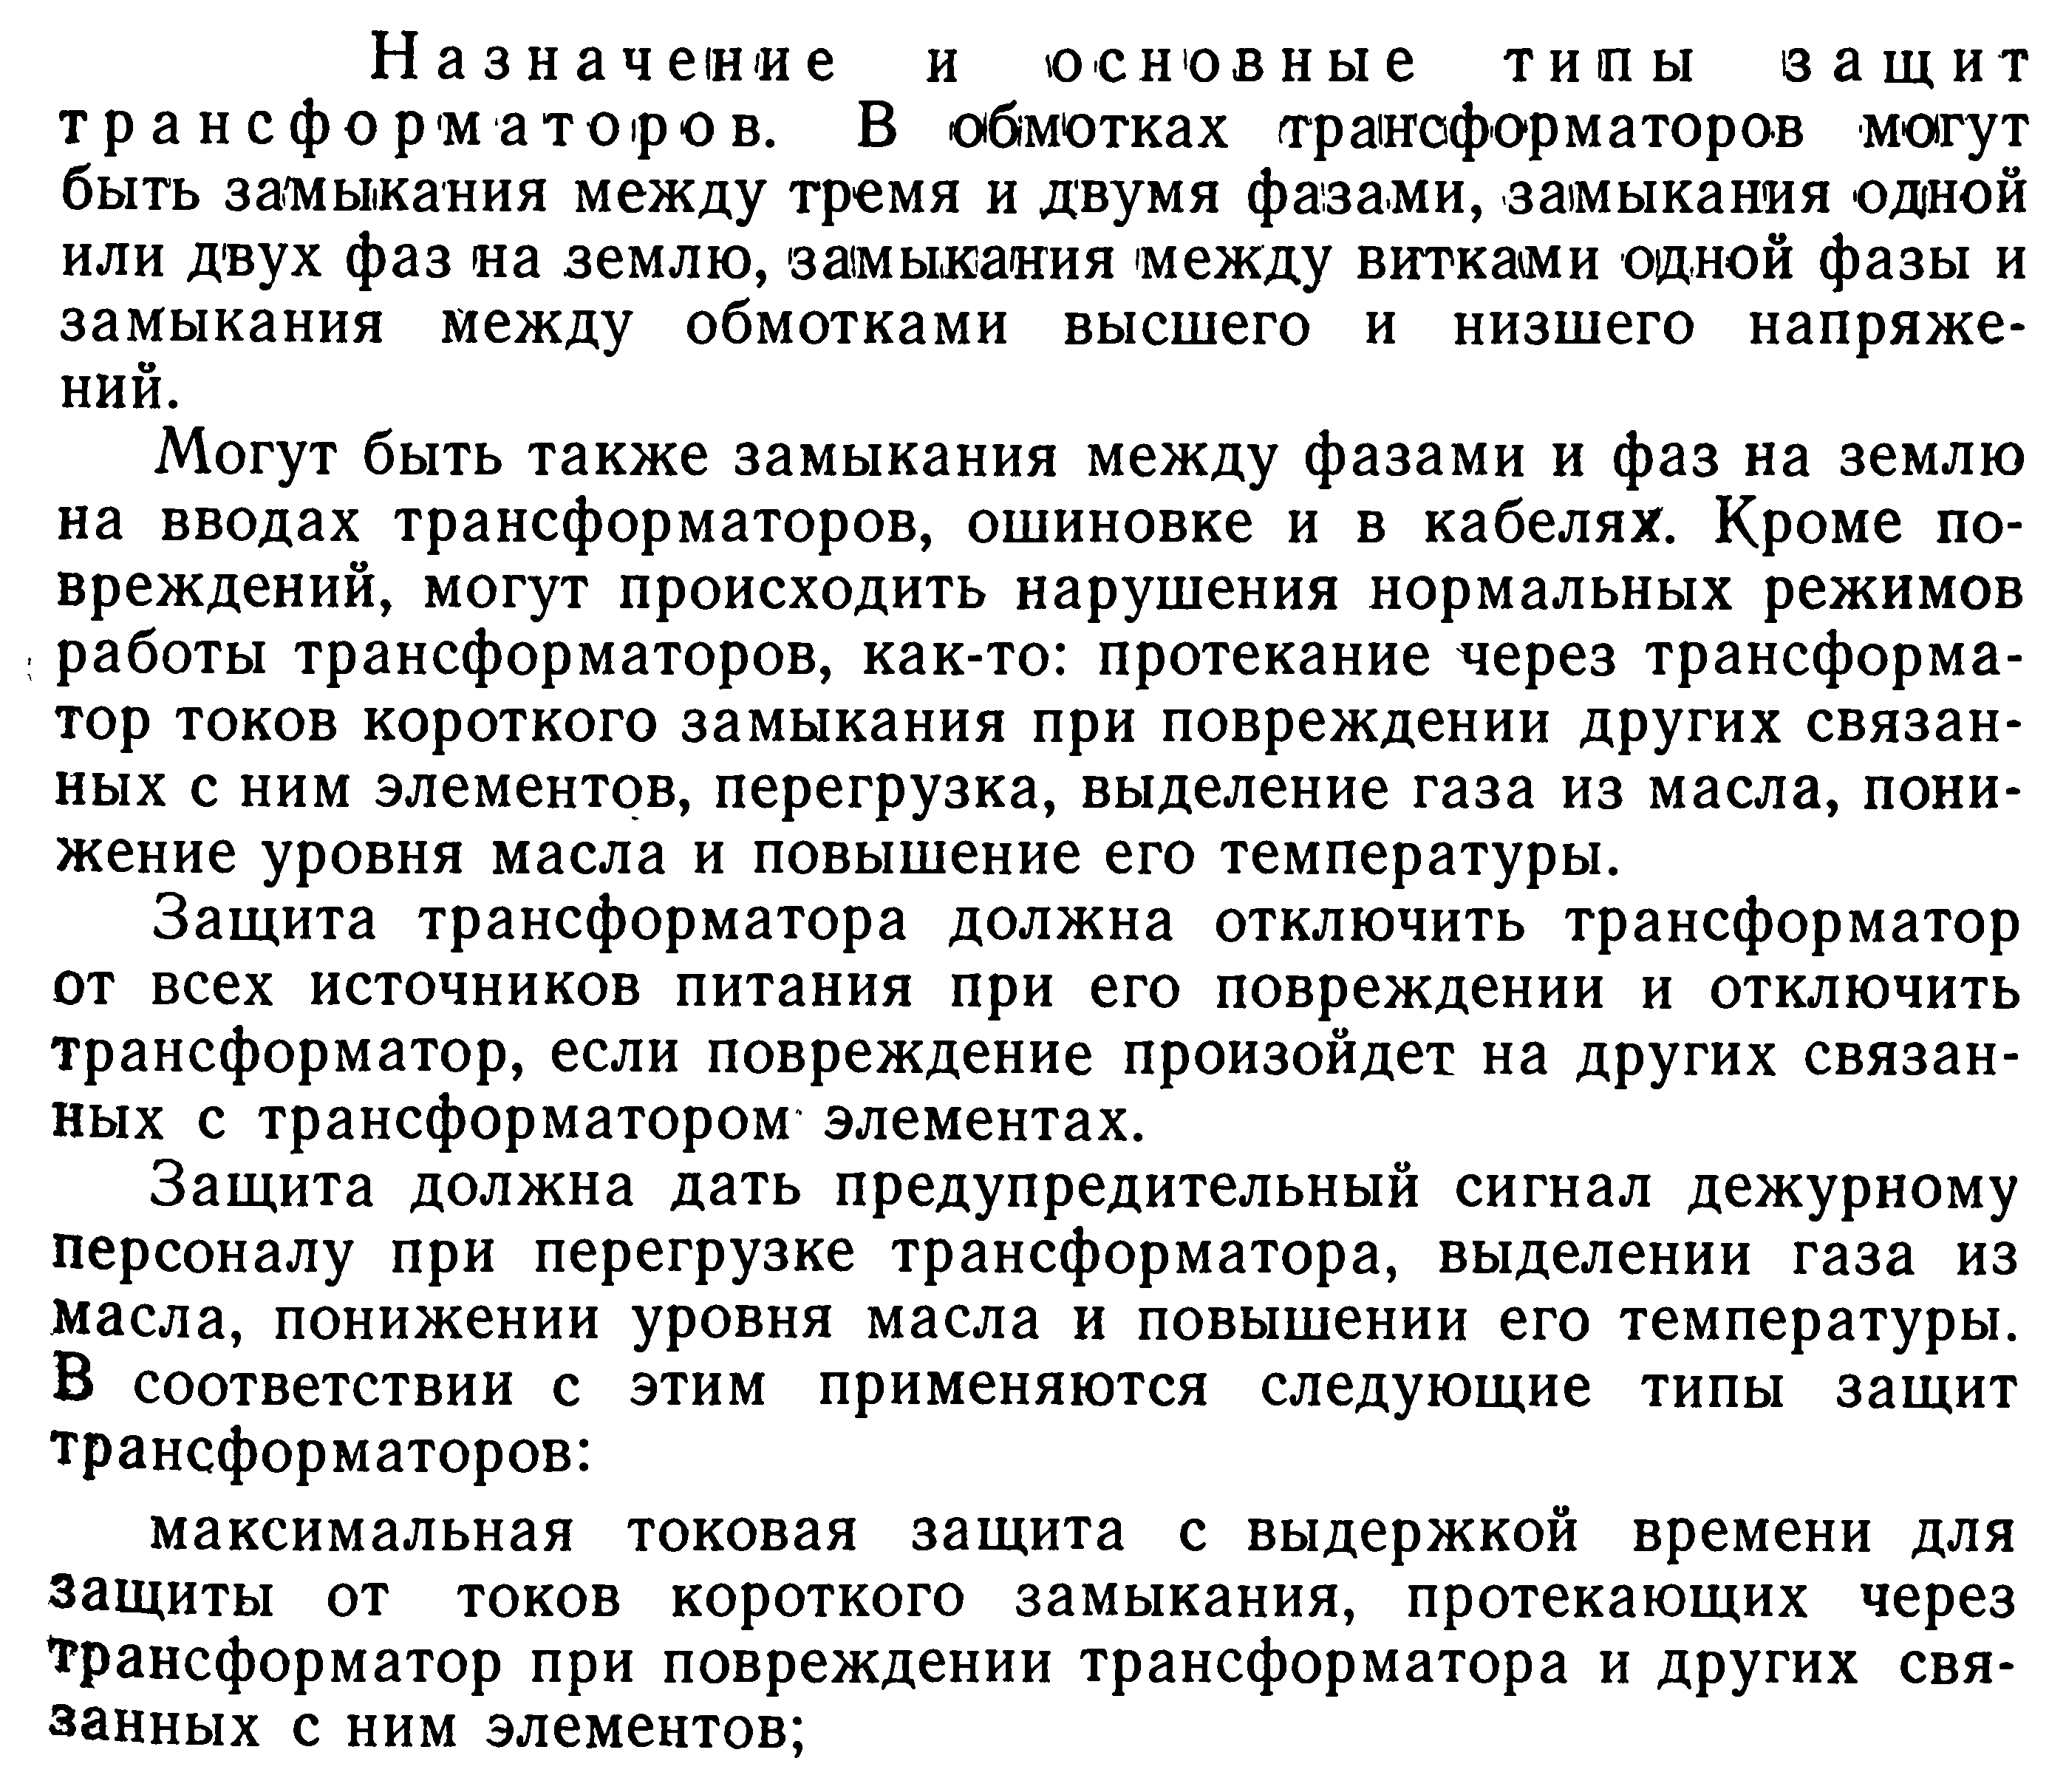 Назначение и основные типы защит
трансформаторов. В обмотках трансформаторов могут
быть замыкания между тремя и двумя фазами, замыкания одной
или двух фаз на землю, замыкания между витками одной фазы и
замыкания между обмотками высшего и низшего напряже-
ний.
Могут быть также замыкания между фазами и фаз на землю
на вводах трансформаторов, ошиновке и в кабелях. Кроме по-
вреждений, могут происходить нарушения нормальных режимов
работы трансформаторов, как-то: протекание через трансформа-
тор токов короткого замыкания при повреждении других связан-
ных с ним элементов, перегрузка, выделение газа из масла, пони-
жение уровня масла и повышение его температуры.
Защита трансформатора должна отключить трансформатор
от всех источников питания при его повреждении и отключить
трансформатор, если повреждение произойдет на других связан-
ных с трансформатором элементах.
Защита должна дать предупредительный сигнал дежурному
персоналу при перегрузке трансформатора, выделении газа из
масла, понижении уровня масла и повышении его температуры.
В соответствии с этим применяются следующие типы защит
трансформаторов:
максимальная токовая защита с выдержкой времени для
защиты от токов короткого замыкания, протекающих через
трансформатор при повреждении трансформатора и других свя-
занных с ним элементов;